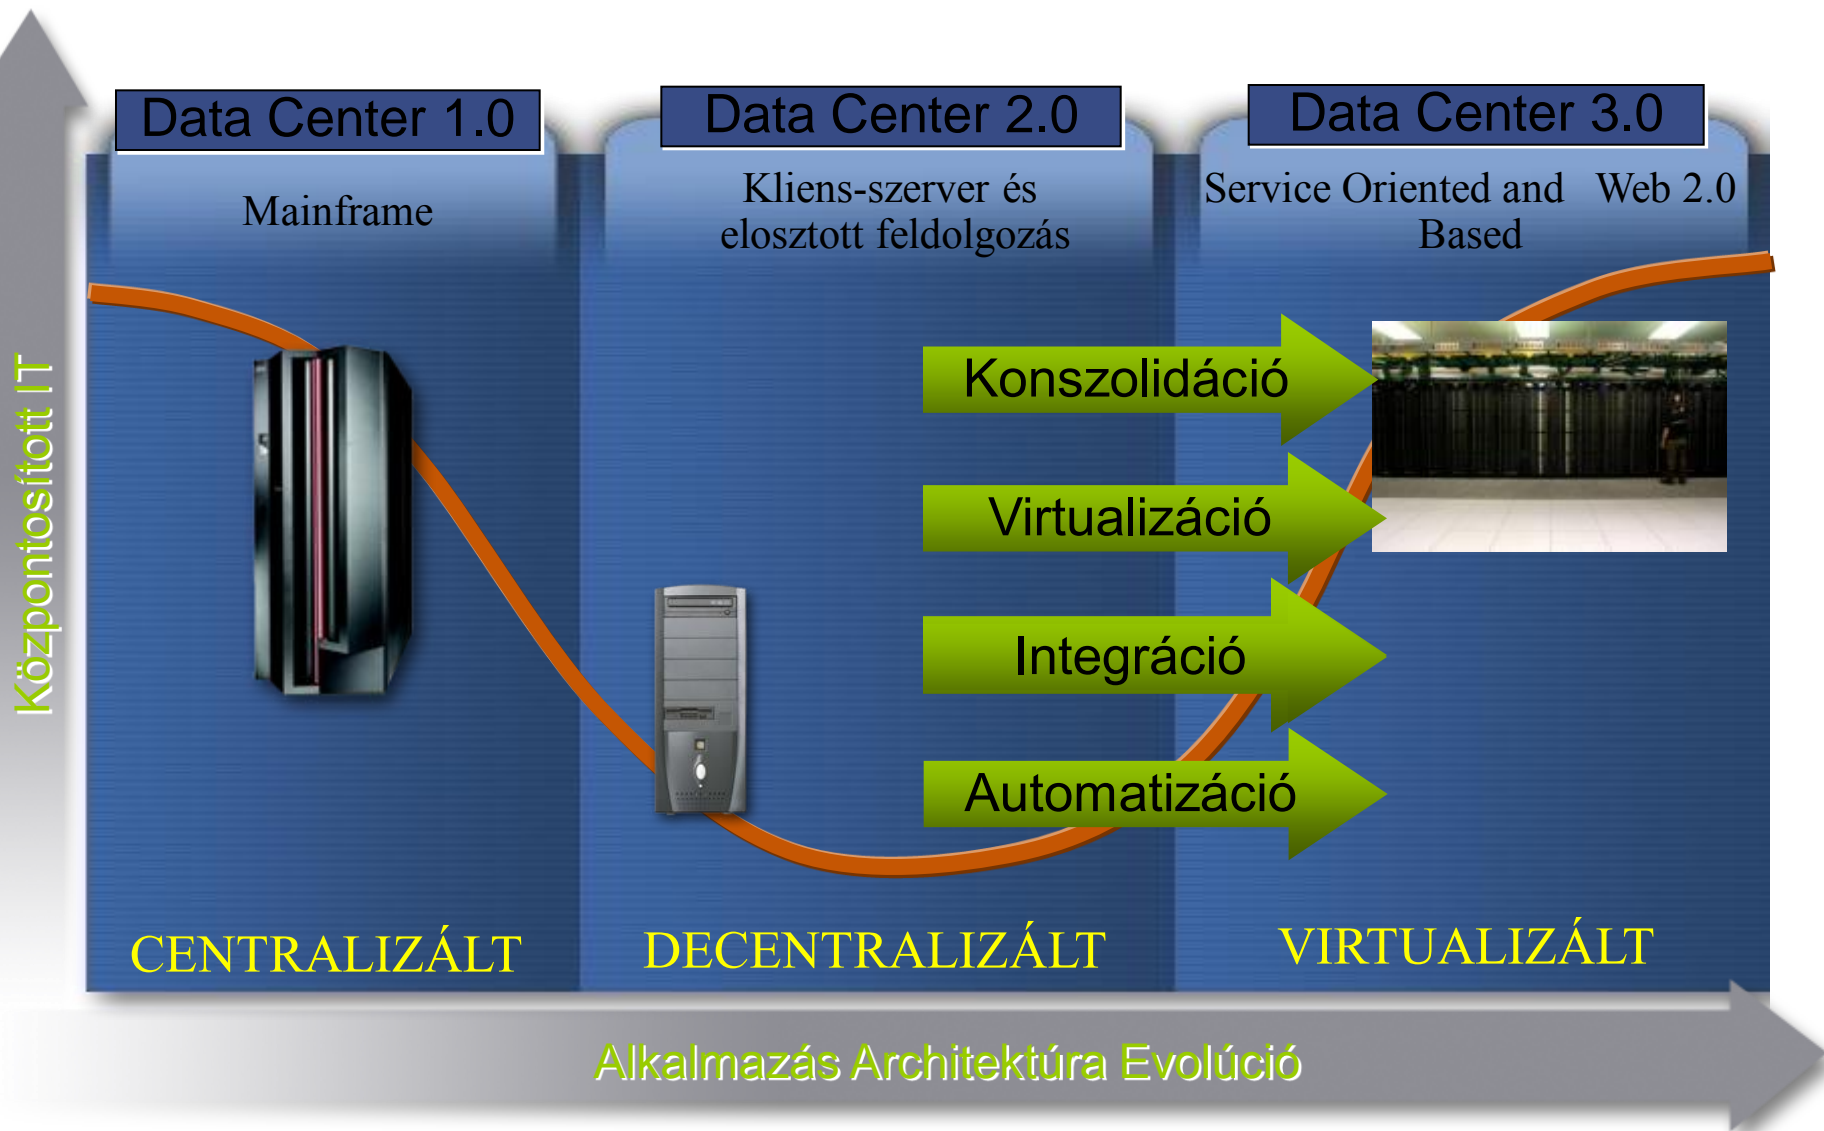 Data Center 1.0
Data Center 2.0
Data Center 3.0
Mainframe
Kliens-szerver és
elosztott feldolgozás
Service Oriented and Web 2.0
Based
Központosított IT
Konszolidáció
Virtualizáció
Integráció
Automatizáció
CENTRALIZÁLT
DECENTRALIZÁLT
VIRTUALIZÁLT
Alkalmazás Architektúra Evolúció